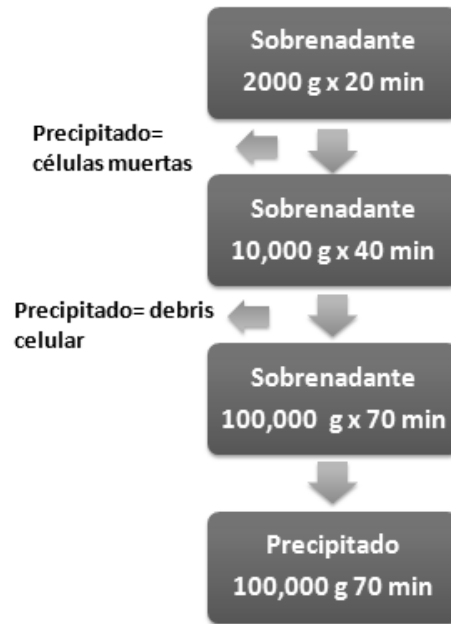 Sobrenadante
2000 g x 20 min
Precipitado=
células muertas
Sobrenadante
10,000 g x 40 min
Precipitado= debris
celular
Sobrenadante
100,000  g x 70 min
Precipitado
100,000 g 70 min